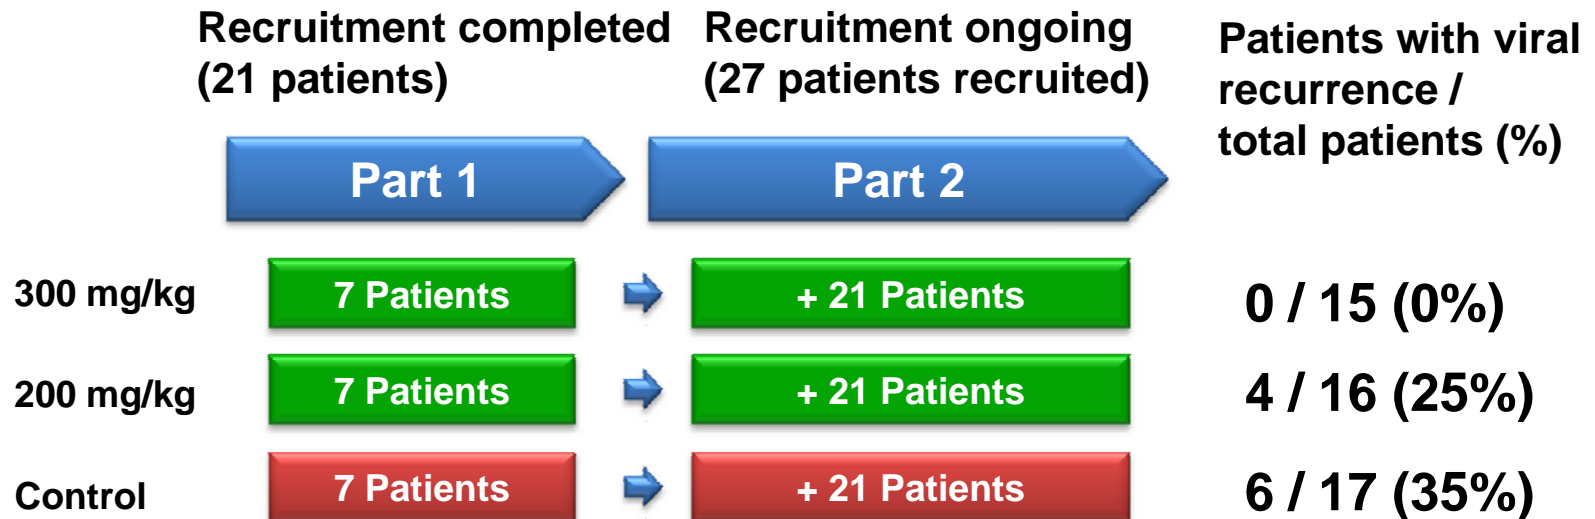 Recruitment completed
(21 patients)
Recruitment ongoing
(27 patients recruited)
Patients with viral
recurrence /
total patients (%)
Part 1
Part 2
300 mg/kg
7 Patients
+ 21 Patients
0 / 15 (0%)
200 mg/kg
7 Patients
+ 21 Patients
4 / 16 (25%)
Control
7 Patients
+ 21 Patients
6 / 17 (35%)